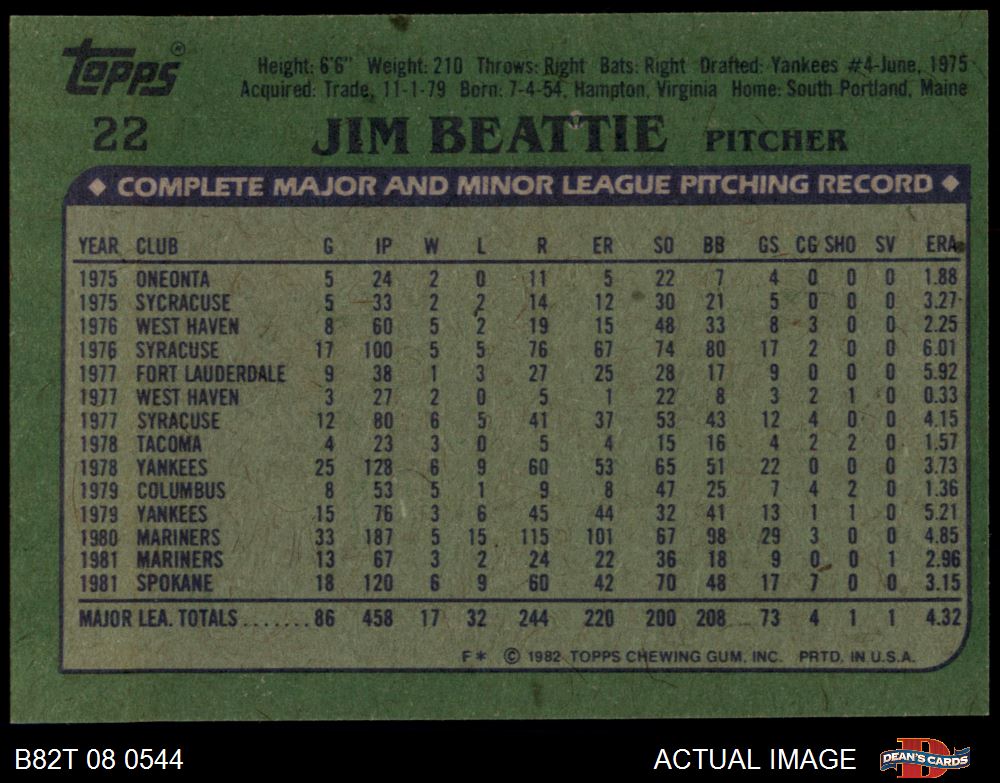 Topps®
Height: 6'6" Weight: 210 Throws: Right Bats: Right Drafted: Yankees #4-June, 1975
Acquired: Trade, 11-1-79 Born: 7-4-54, Hampton, Virginia Home: South Portland, Maine
22 JIM BEATTIE PITCHER
◆ COMPLETE MAJOR AND MINOR LEAGUE PITCHING RECORD ◆
YEAR CLUB G IP W L R ER SO BB GS CG SHO SV ERA
1975 ONEONTA 5 24 2 0 11 5 22 7 4 0 0 0 1.88
1975 SYCRACUSE 5 33 2 2 14 12 30 21 5 0 0 0 3.27
1976 WEST HAVEN 8 60 5 2 19 15 48 33 8 3 0 0 2.25
1976 SYRACUSE 17 100 5 5 76 67 74 80 17 2 0 0 6.01
1977 FORT LAUDERDALE 9 38 1 3 27 25 28 17 9 0 0 0 5.92
1977 WEST HAVEN 3 27 2 0 5 1 22 8 3 2 1 0 0.33
1977 SYRACUSE 12 80 6 5 41 37 53 43 12 4 0 0 4.15
1978 TACOMA 4 23 3 0 5 4 15 16 4 2 2 0 1.57
1978 YANKEES 25 128 6 9 60 53 65 51 22 0 0 0 3.73
1979 COLUMBUS 8 53 5 1 9 8 47 25 7 4 2 0 1.36
1979 YANKEES 15 76 3 6 45 44 32 41 13 1 1 0 5.21
1980 MARINERS 33 187 5 15 115 101 67 98 29 3 0 0 4.85
1981 MARINERS 13 67 3 2 24 22 36 18 9 0 0 1 2.96
1981 SPOKANE 18 120 6 9 60 42 70 48 17 7 0 0 3.15
MAJOR LEA. TOTALS.......86 458 17 32 244 220 200 208 73 4 1 1 4.32
F* © 1982 TOPPS CHEWING GUM, INC. PRTD. IN U.S.A.
B82T 08 0544 ACTUAL IMAGE DEAN'S CARDS